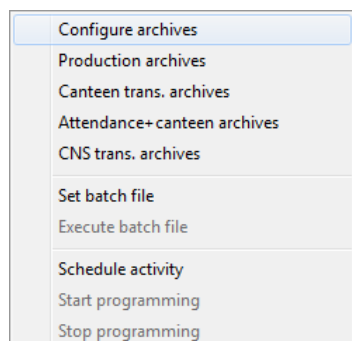 Configure archives
Production archives
Canteen trans. archives
Attendance+canteen archives
CNS trans. archives
Set batch file
Execute batch file
Schedule activity
Start programming
Stop programming